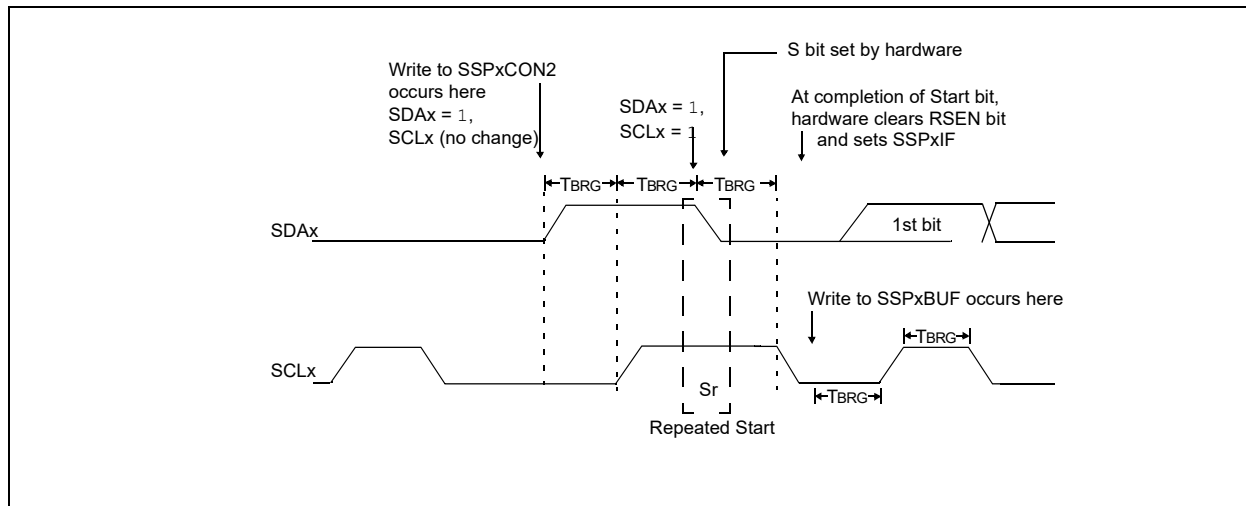 S bit set by hardware
Write to SSPxCON2
occurs here
SDAx = 1,
SCLx (no change)
SDAx = 1,
SCLx = 1
At completion of Start bit,
hardware clears RSEN bit
and sets SSPxIF
TBRG TBRG TBRG
SDAx
1st bit
Write to SSPxBUF occurs here
TBRG
SCLx
Sr
TBRG
Repeated Start